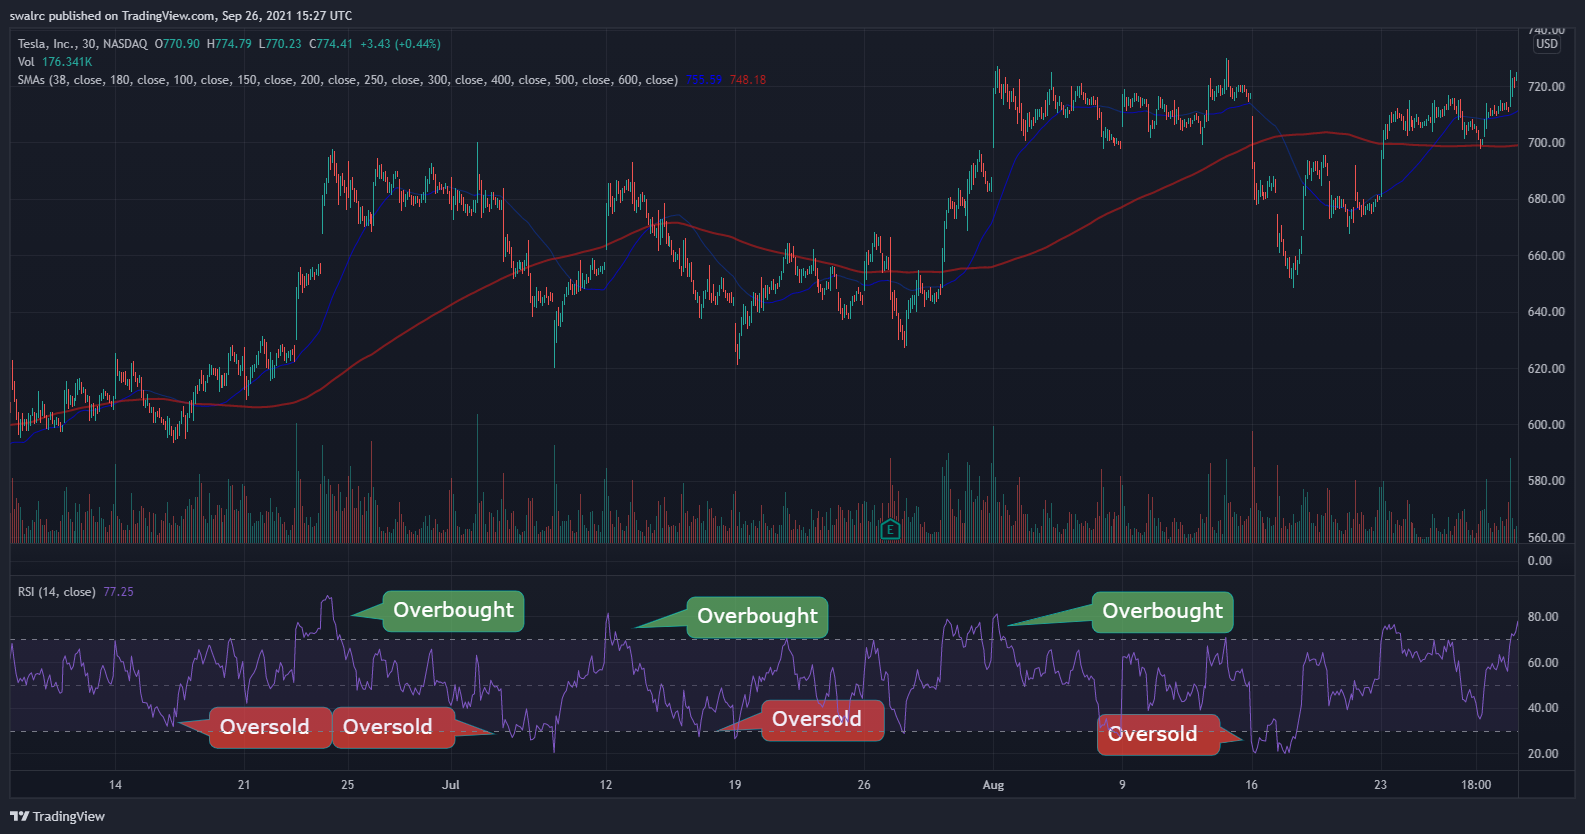 swalrc published on TradingView.com, Sep 26, 2021 15:27 UTC
Tesla, Inc., 30, NASDAQ O770.90 H774.79 L770.23 C774.41 +3.43 (+0.44%)
Vol 176.341K
SMAs (38, close, 180, close, 100, close, 150, close, 200, close, 250, close, 300, close, 400, close, 500, close, 600, close) 748.18
740.00
USD
720.00
700.00
680.00
660.00
640.00
620.00
600.00
580.00
560.00
0.00
E
RSI (14, close) 77.25
Overbought Overbought Overbought
80.00
60.00
40.00
20.00
Oversold Oversold Oversold Oversold
14 21 25 Jul 12 19 26 Aug 9 16 23 18:00
TradingView